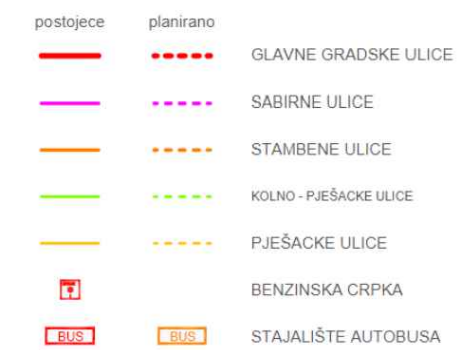 postojece planirano
GLAVNE GRADSKE ULICE
SABIRNE ULICE
STAMBENE ULICE
KOLNO - PJEŠACKE ULICE
PJEŠACKE ULICE
BENZINSKA CRPKA
BUS BUS STAJALIŠTE AUTOBUSA